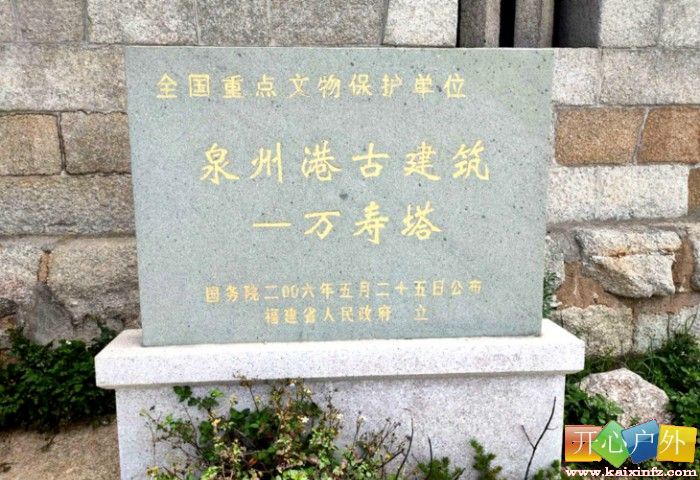 全国重点文物保护单位
泉州港古建筑
—万寿塔
国务院二〇〇六年五月二十五日公布
福建省人民政府 立
开心户外
www.kaixinfz.com